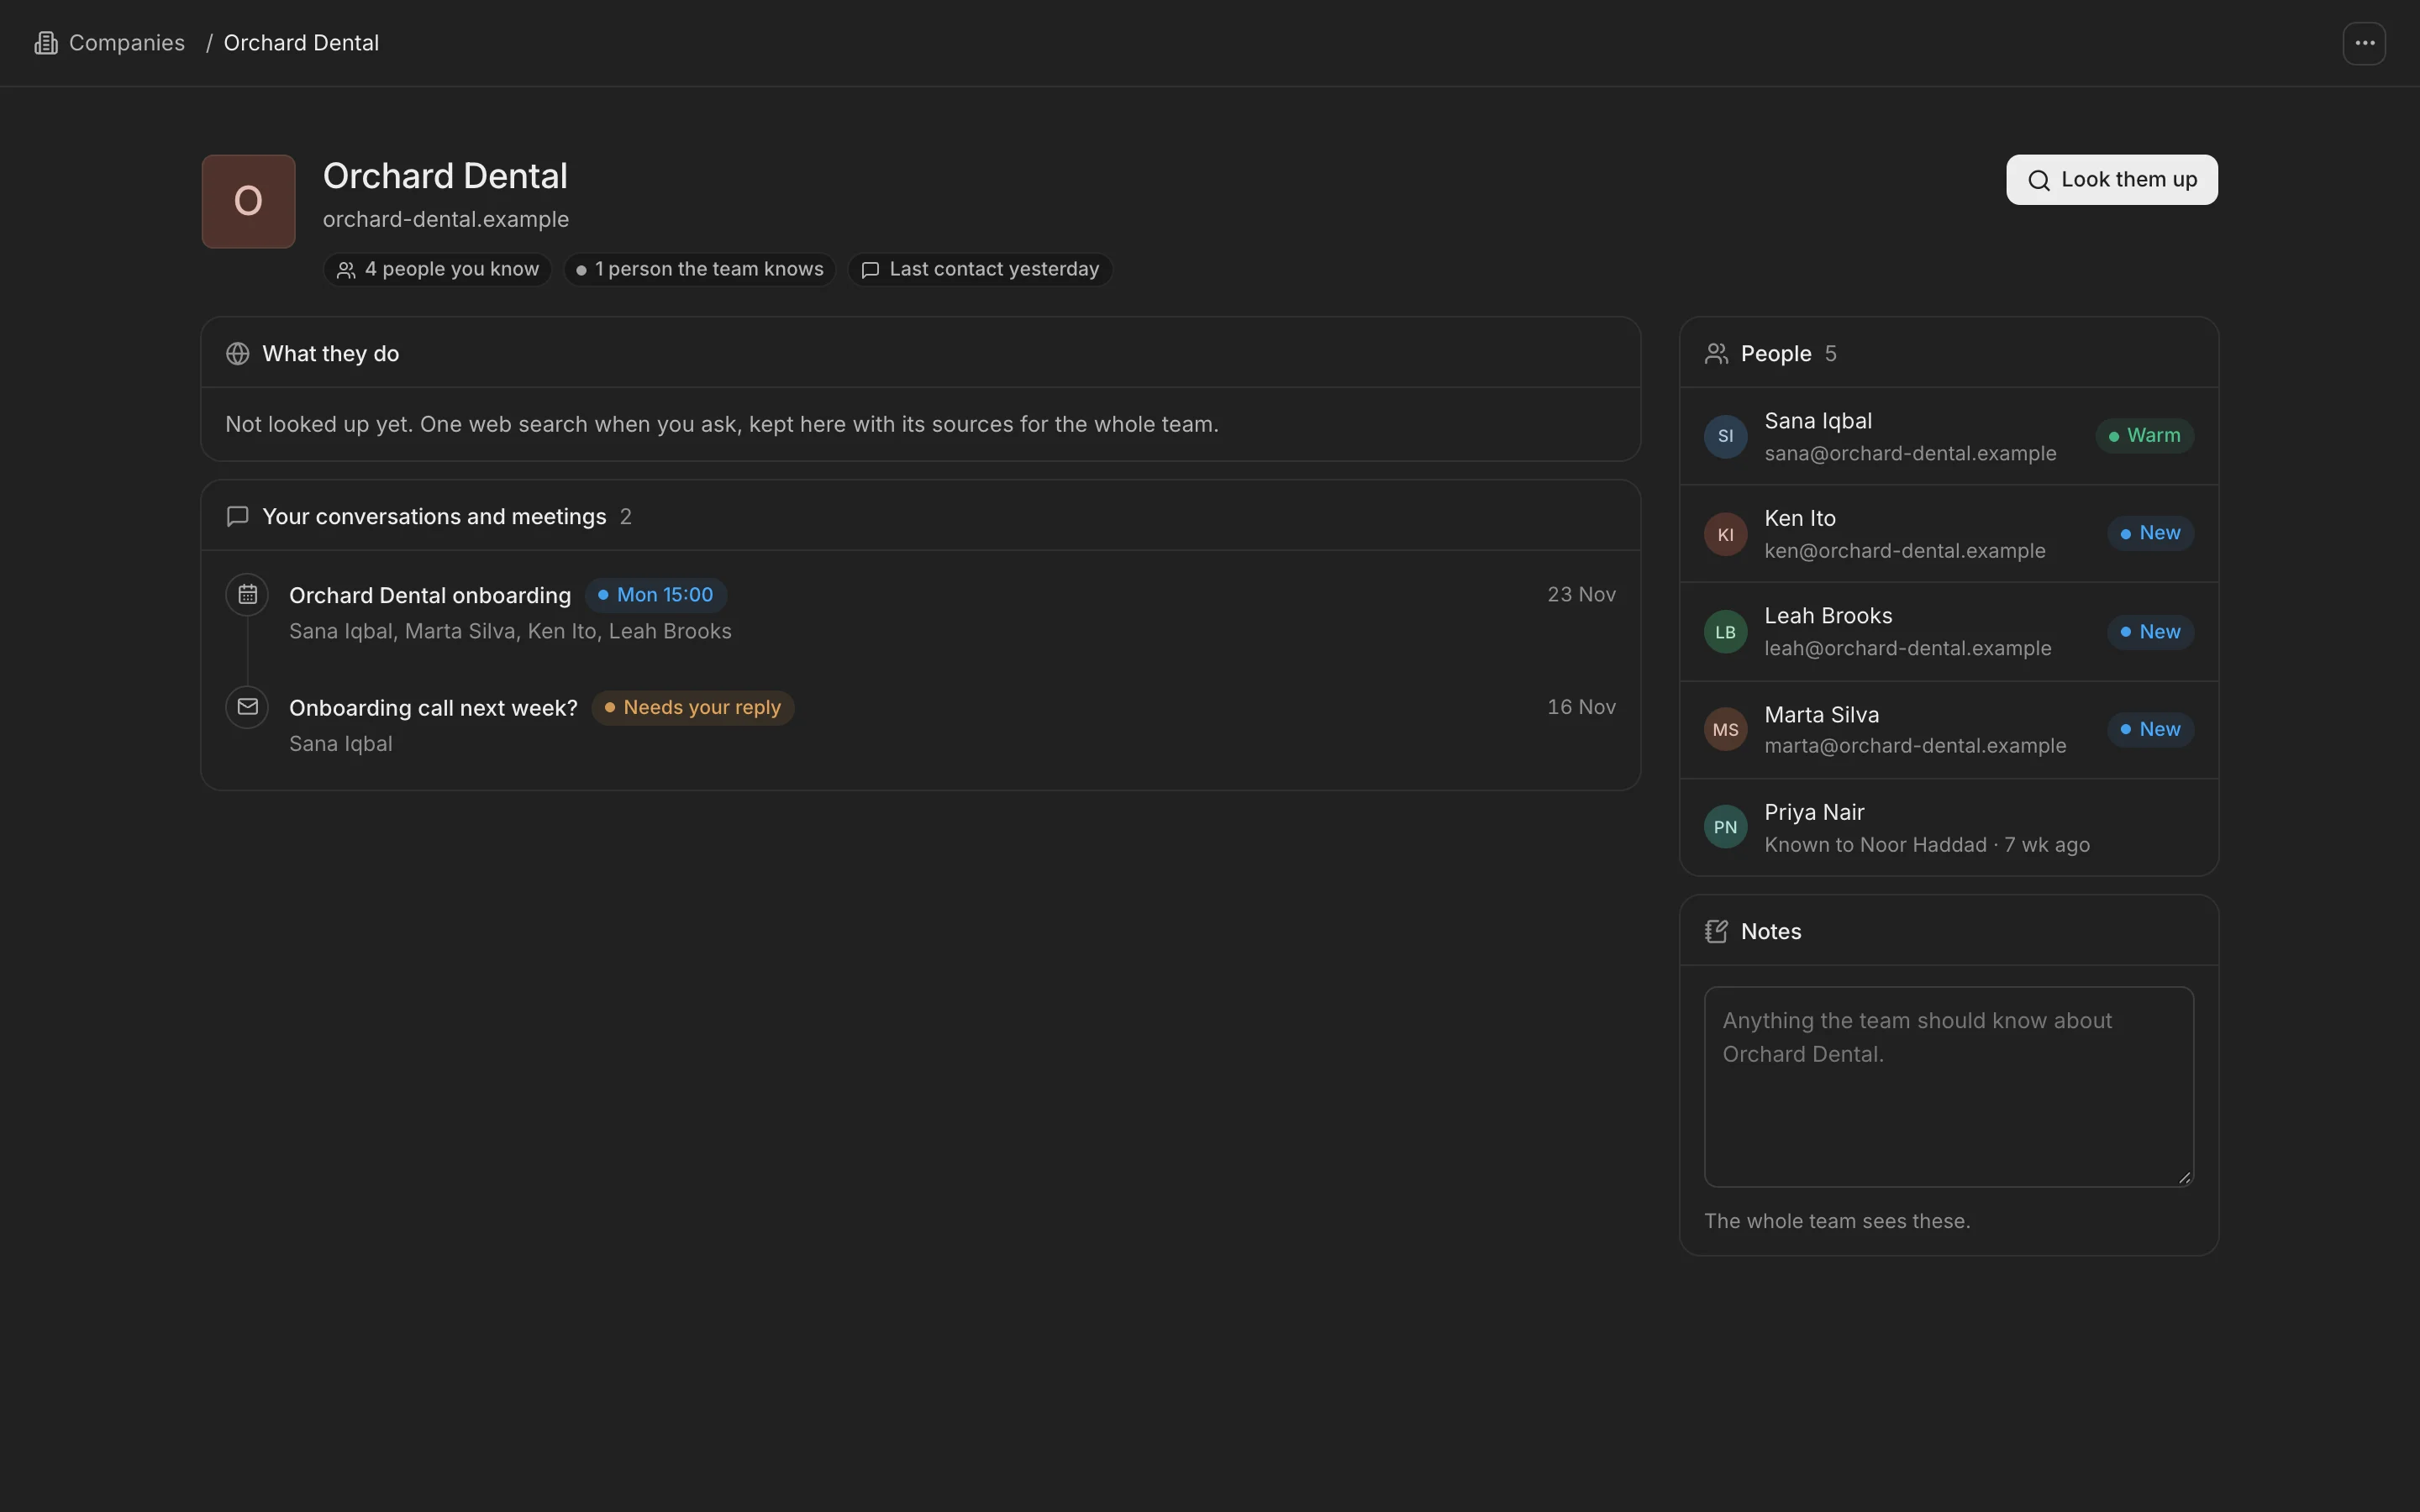 Companies / Orchard Dental
O
Orchard Dental
orchard-dental.example
4 people you know
1 person the team knows
Last contact yesterday
Look them up
What they do
Not looked up yet. One web search when you ask, kept here with its sources for the whole team.
Your conversations and meetings 2
Orchard Dental onboarding Mon 15:00 23 Nov
Sana Iqbal, Marta Silva, Ken Ito, Leah Brooks
Onboarding call next week? Needs your reply 16 Nov
Sana Iqbal
People 5
SI
Sana Iqbal
sana@orchard-dental.example
Warm
KI
Ken Ito
ken@orchard-dental.example
New
LB
Leah Brooks
leah@orchard-dental.example
New
MS
Marta Silva
marta@orchard-dental.example
New
PN
Priya Nair
Known to Noor Haddad · 7 wk ago
Notes
Anything the team should know about
Orchard Dental.
The whole team sees these.